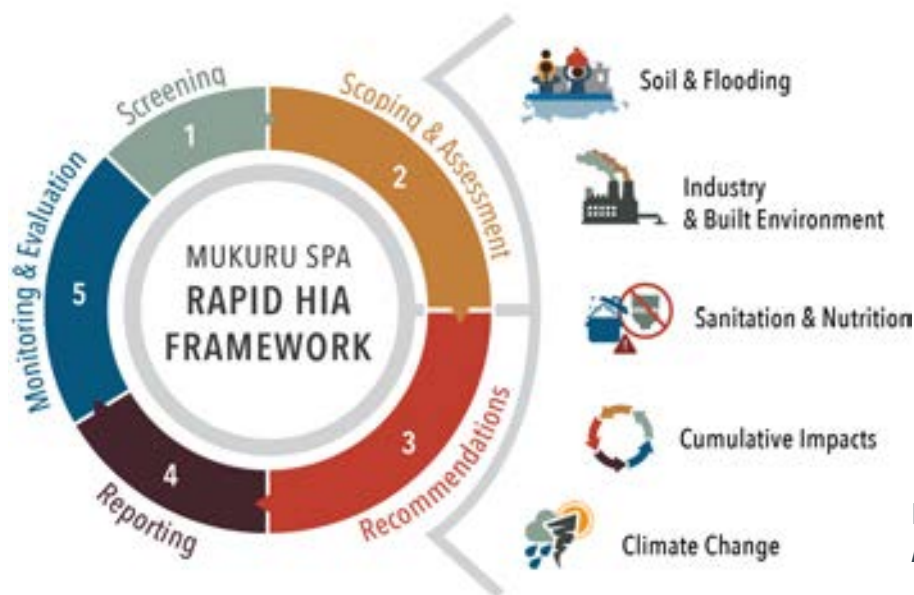 Screening
1
Scoping & Assessment
2
Recommendations
3
Reporting
4
Monitoring & Evaluation
5
MUKURU SPA
RAPID HIA
FRAMEWORK
Soil & Flooding
Industry
& Built Environment
Sanitation & Nutrition
Cumulative Impacts
Climate Change